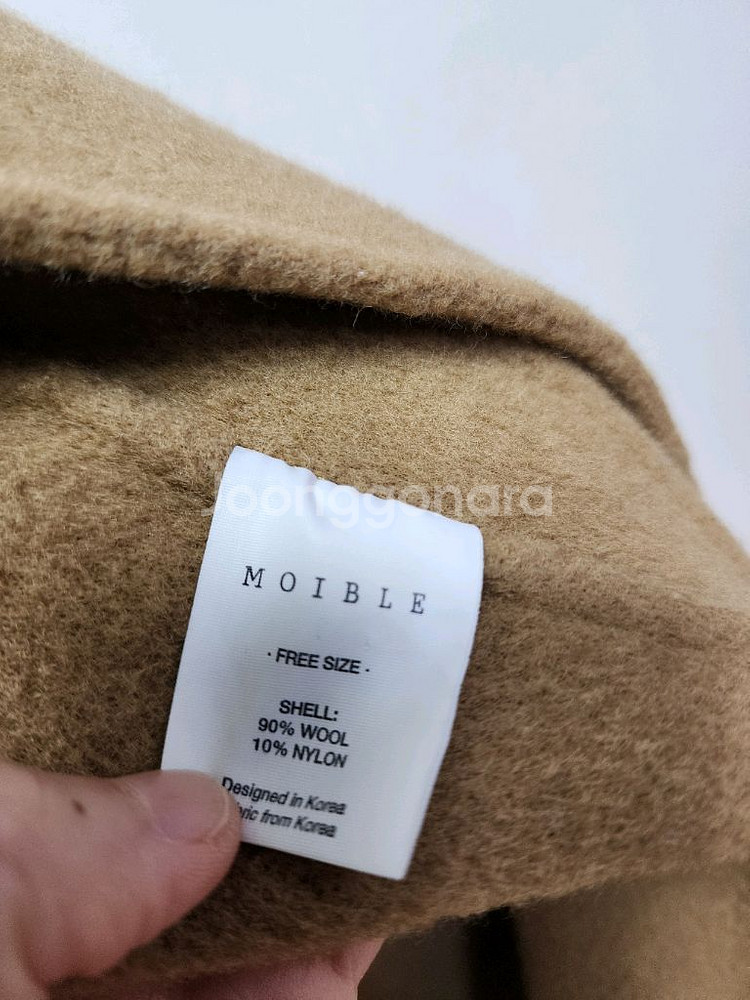 Joonggonara
MOIBLE
· FREE SIZE ·
SHELL:
90% WOOL
10% NYLON
Designed in Korea
from Korea